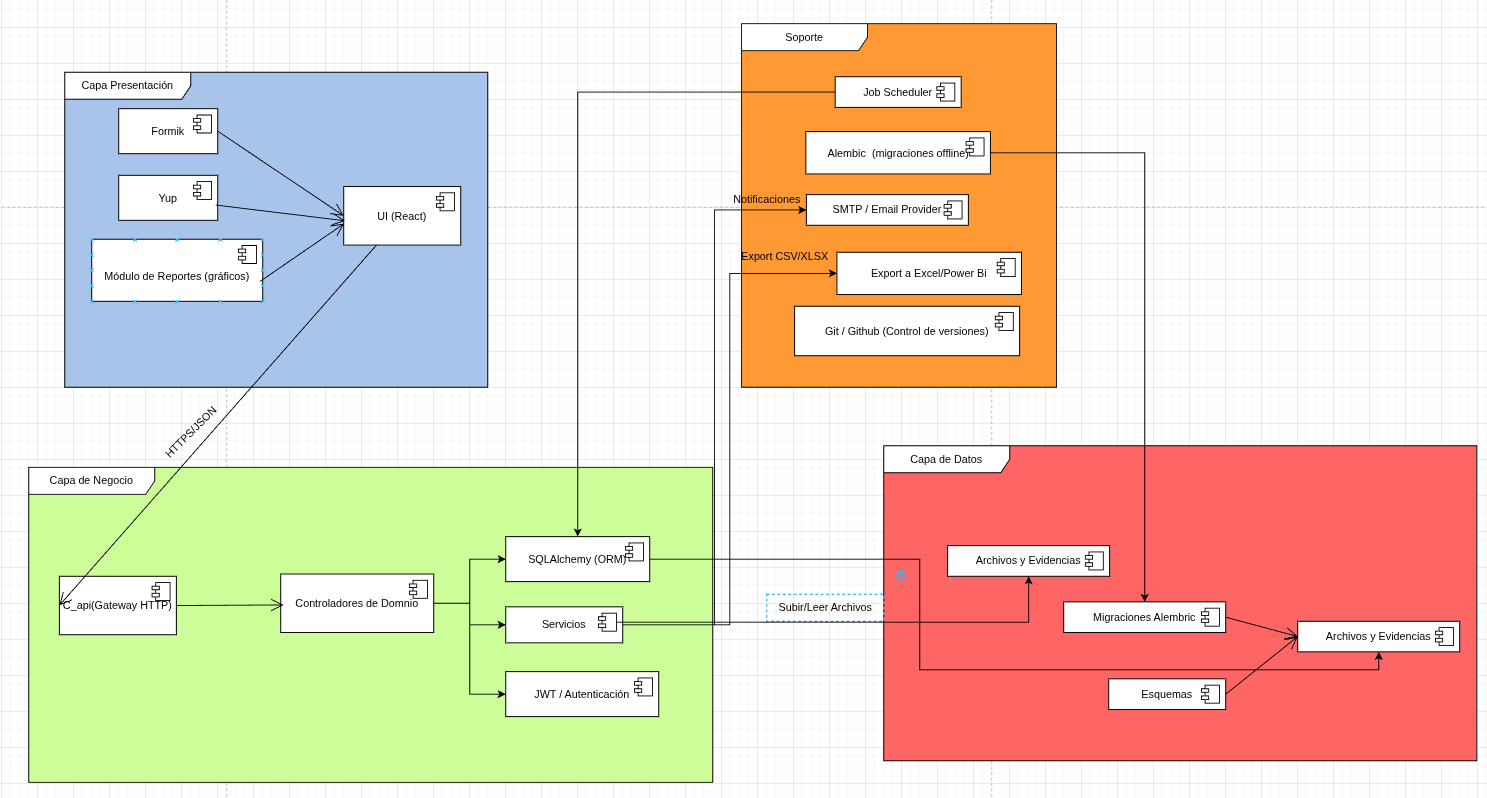 Soporte
Job Scheduler
Alembic (migraciones offline)
Notificaciones
SMTP / Email Provider
Export CSV/XLSX
Export a Excel/Power Bi
Git / Github (Control de versiones)
Capa Presentación
Formik
Yup
UI (React)
Módulo de Reportes (gráficos)
HTTPS/JSON
Capa de Negocio
SQLAlchemy (ORM)
C_api(Gateway HTTP)
Controladores de Domnio
Servicios
JWT / Autenticación
Subir/Leer Archivos
Capa de Datos
Archivos y Evidencias
Migraciones Alembric
Archivos y Evidencias
Esquemas